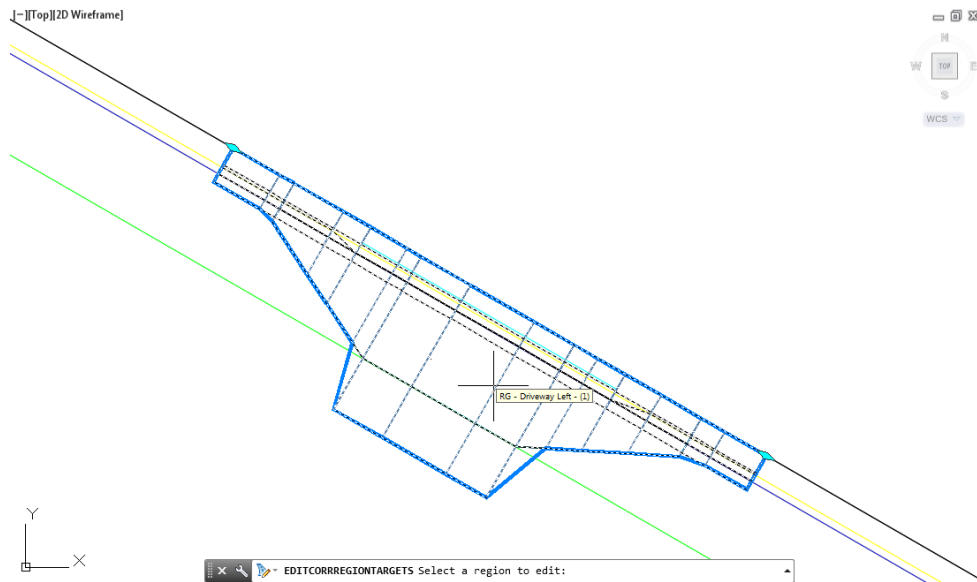 [−][Top][2D Wireframe]
N
W
TOP
E
S
WCS
RG - Driveway Left - (1)
Y
X
EDITCORRREGIONTARGETS Select a region to edit: